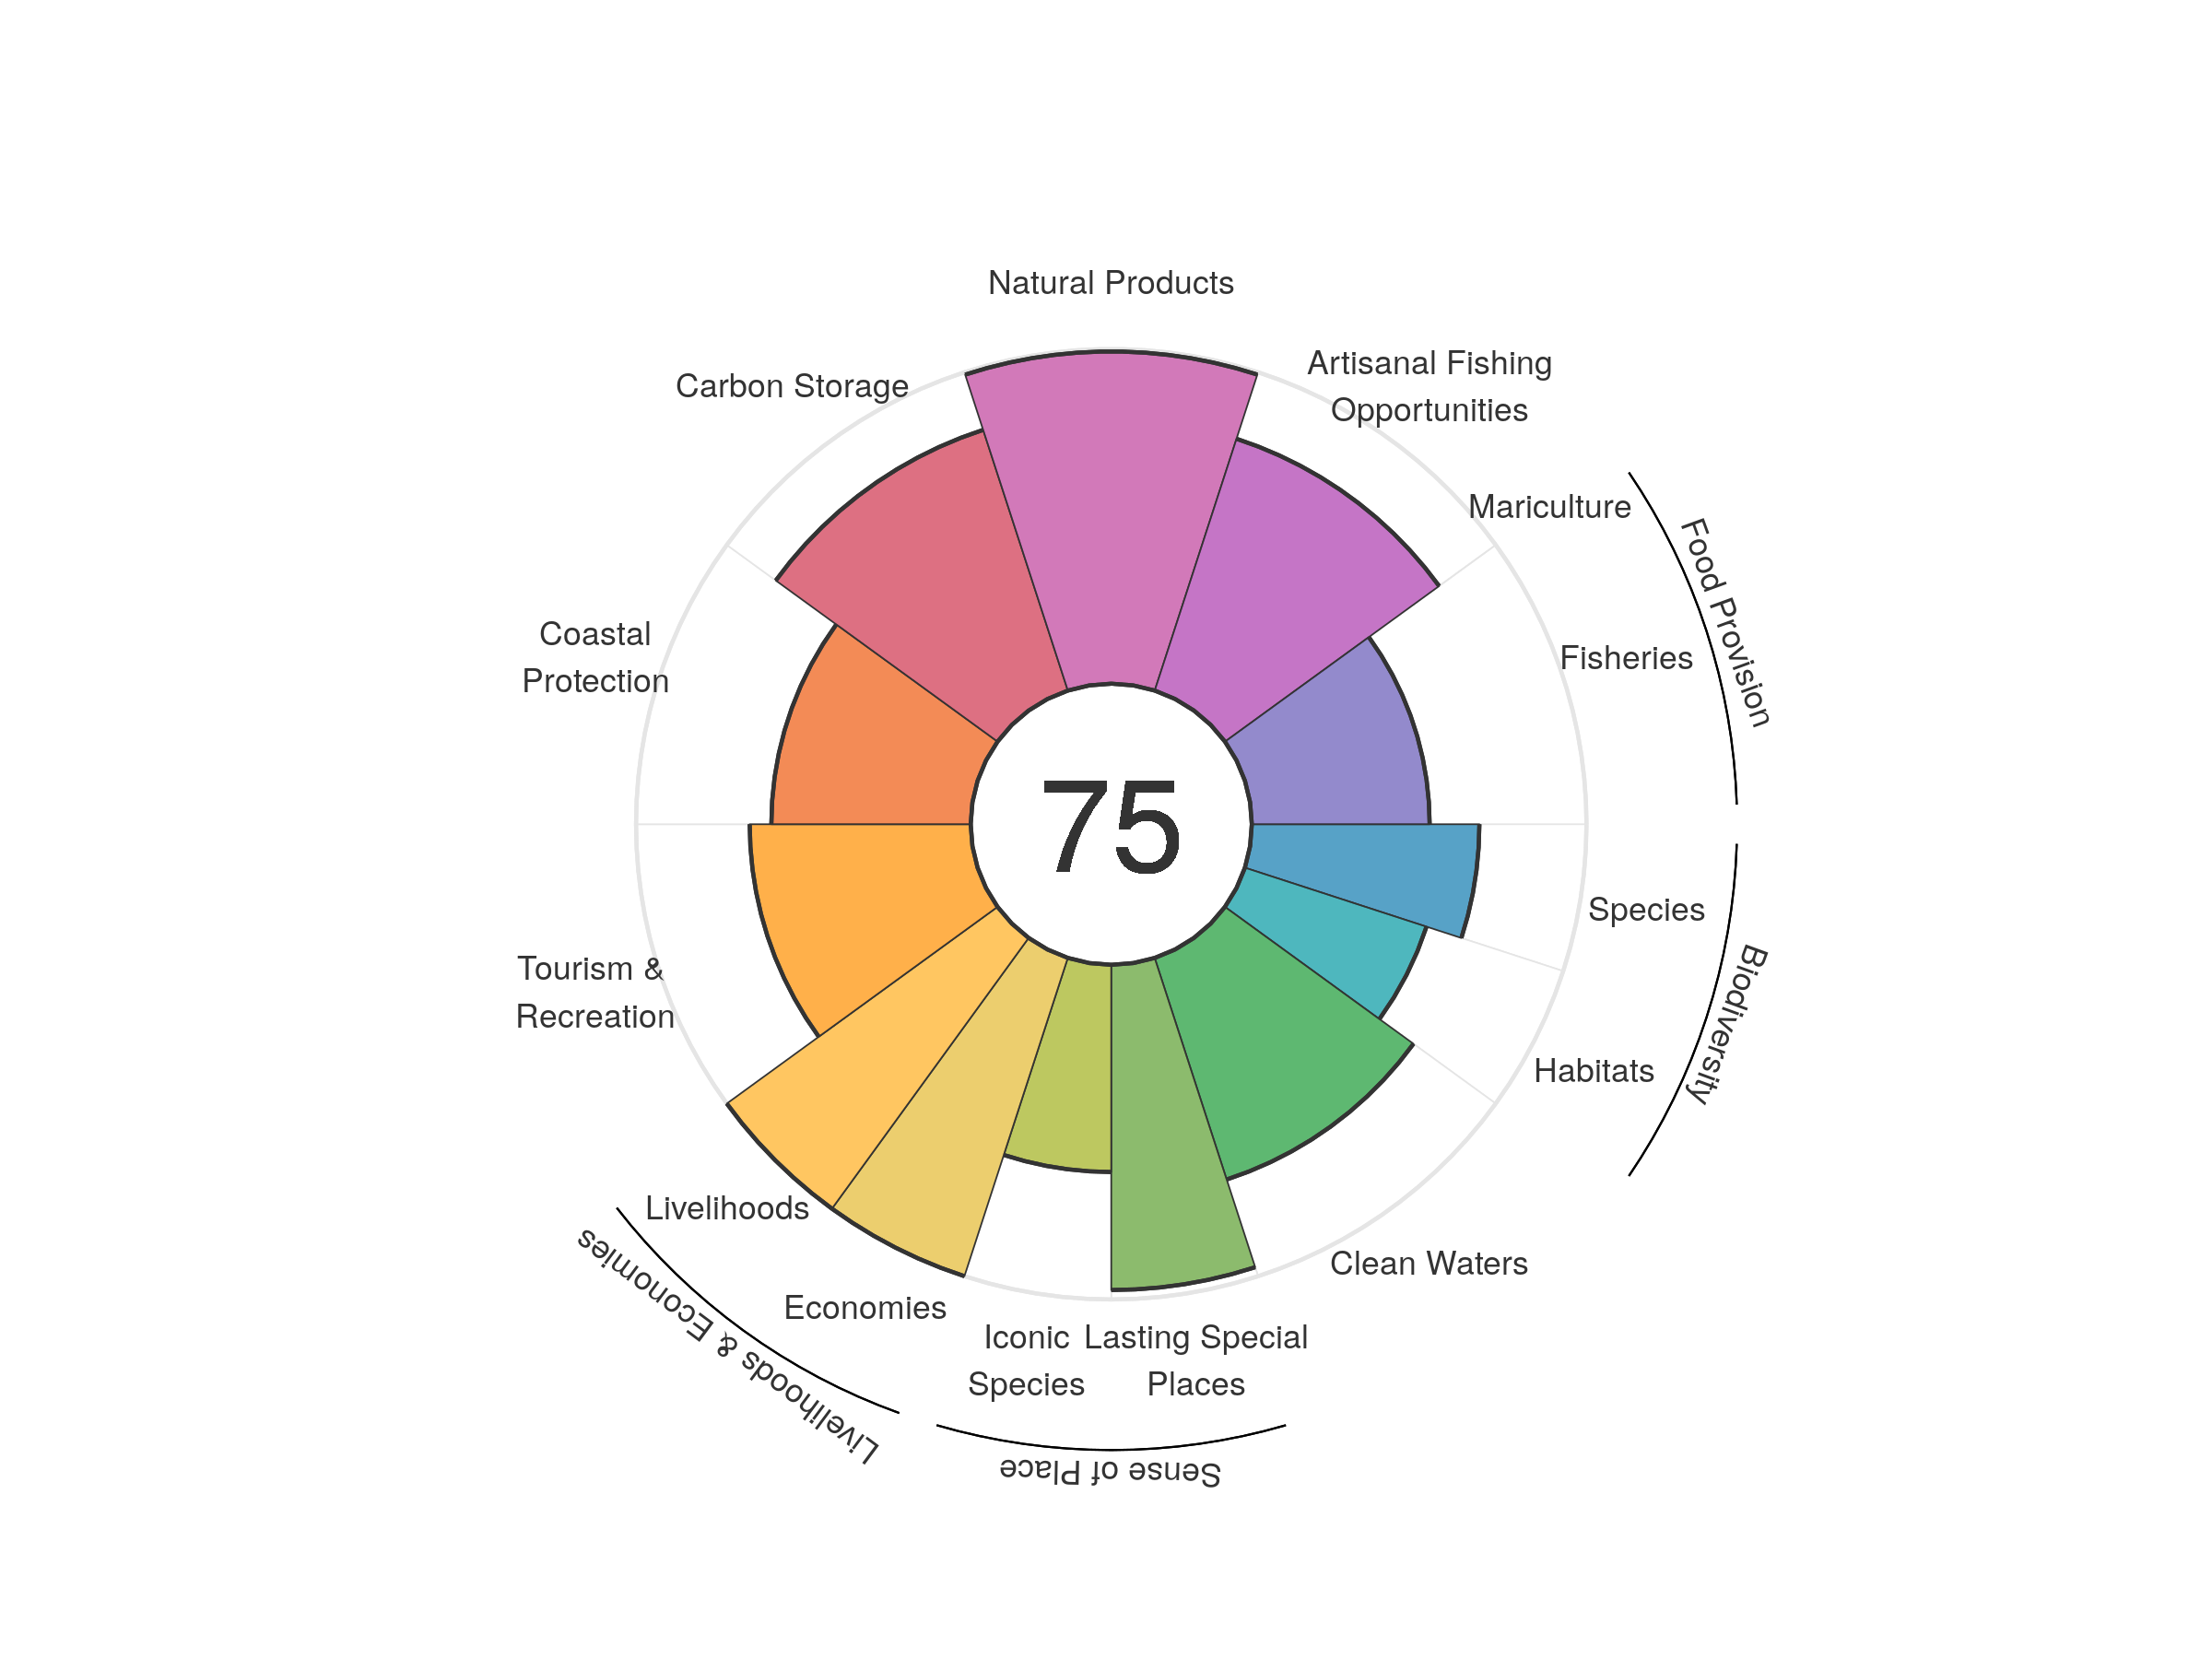 Natural Products
Artisanal Fishing
Opportunities
Carbon Storage
Mariculture
Food Provision
Fisheries
Coastal
Protection
75
Species
Biodiversity
Tourism &
Recreation
Habitats
Livelihoods
Livelihoods & Economies
Clean Waters
Economies
Iconic
Species
Lasting Special
Places
Sense of Place